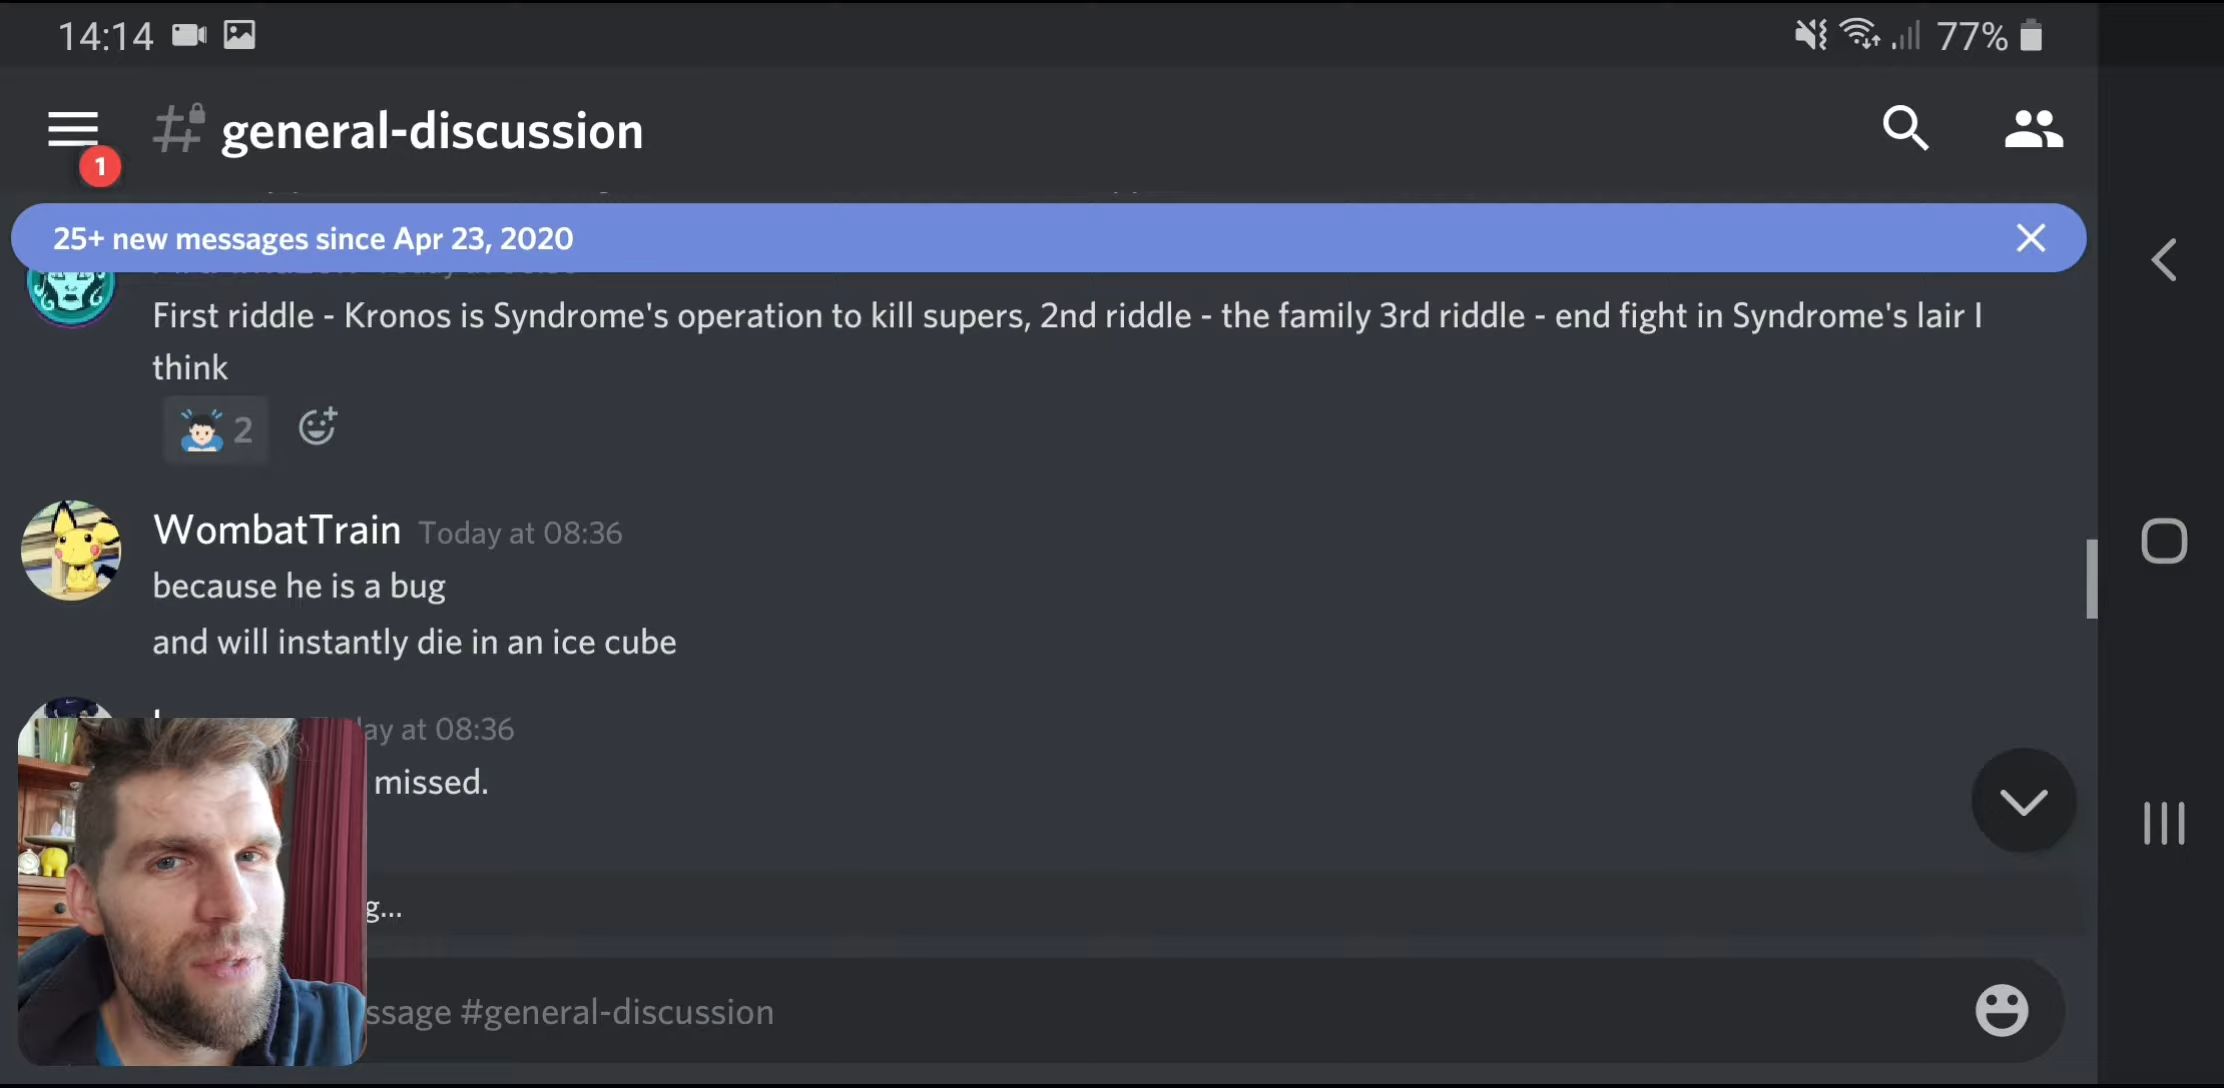 14:14
77%
general-discussion
1
25+ new messages since Apr 23, 2020
First riddle - Kronos is Syndrome's operation to kill supers, 2nd riddle - the family 3rd riddle - end fight in Syndrome's lair I
think
2
WombatTrain Today at 08:36
because he is a bug
and will instantly die in an ice cube
ay at 08:36
missed.
g...
ssage #general-discussion